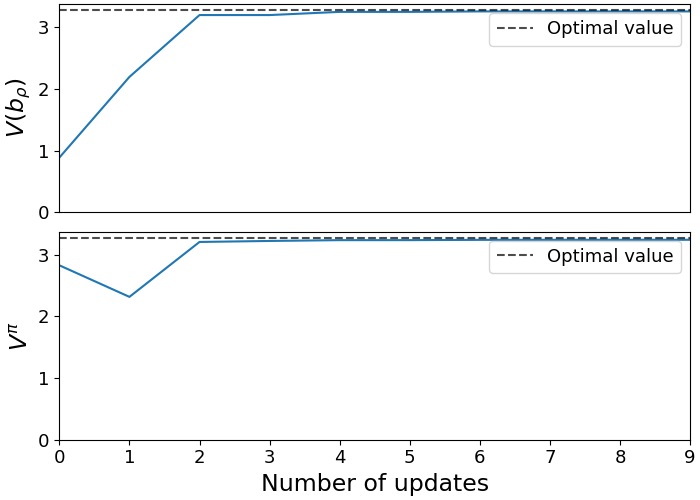 3
2
1
0
V(b_ρ)
Optimal value
3
2
1
0
V^π
Optimal value
0 1 2 3 4 5 6 7 8 9
Number of updates